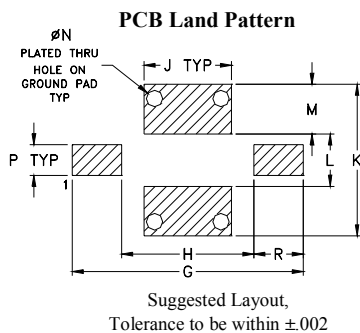 PCB Land Pattern
øN
PLATED THRU
HOLE ON
GROUND PAD
TYP
J TYP
M
P TYP
L
K
1
H
R
G
Suggested Layout,
Tolerance to be within ±.002